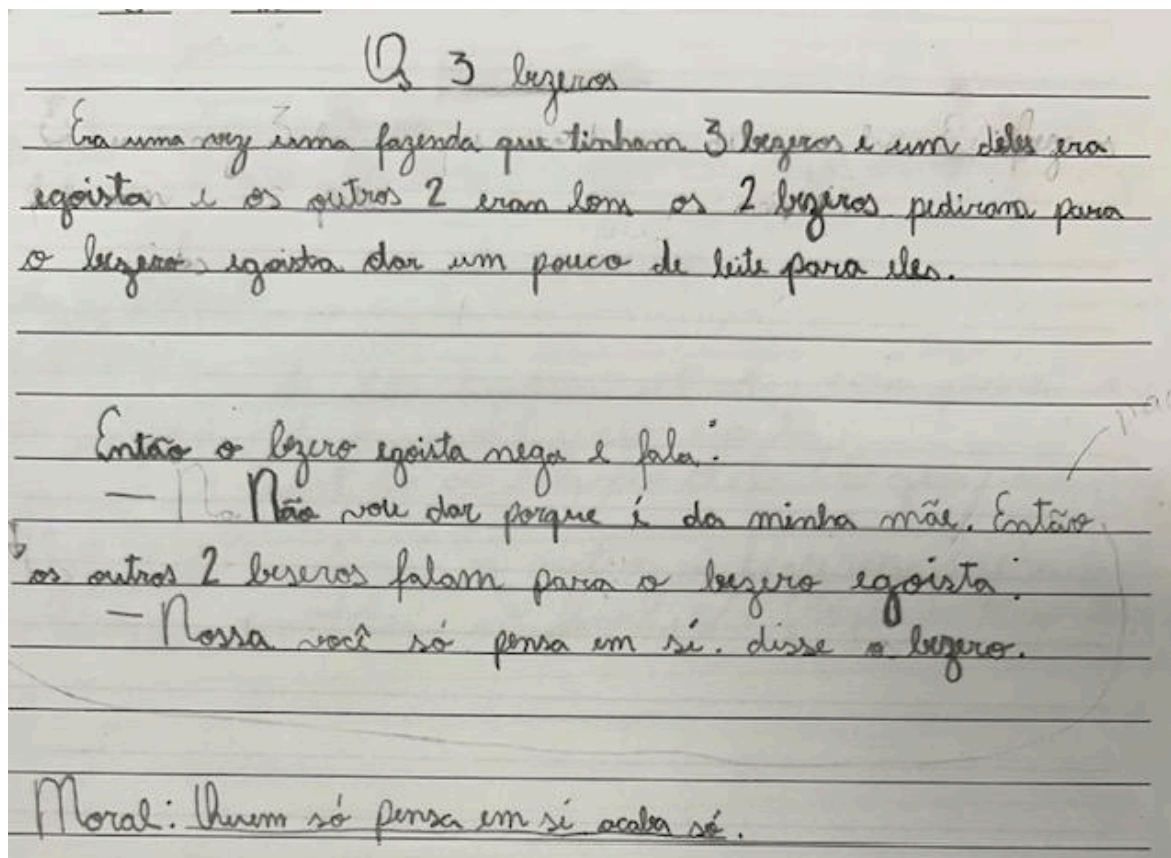 Os 3 bezeros
Era uma vez uma fazenda que tinham 3 bezeros e um deles era
egoista e os outros 2 eram bons os 2 bezeros pediram para
o bezero egoista dar um pouco de leite para eles.
Então o bezero egoista nega e fala:
— Não vou dar porque é da minha mãe. Então
os outros 2 beseros falam para o bezero egoista:
— Nossa você só pensa em sí. disse o bezero.
Moral: Quem só pensa em sí acaba só.